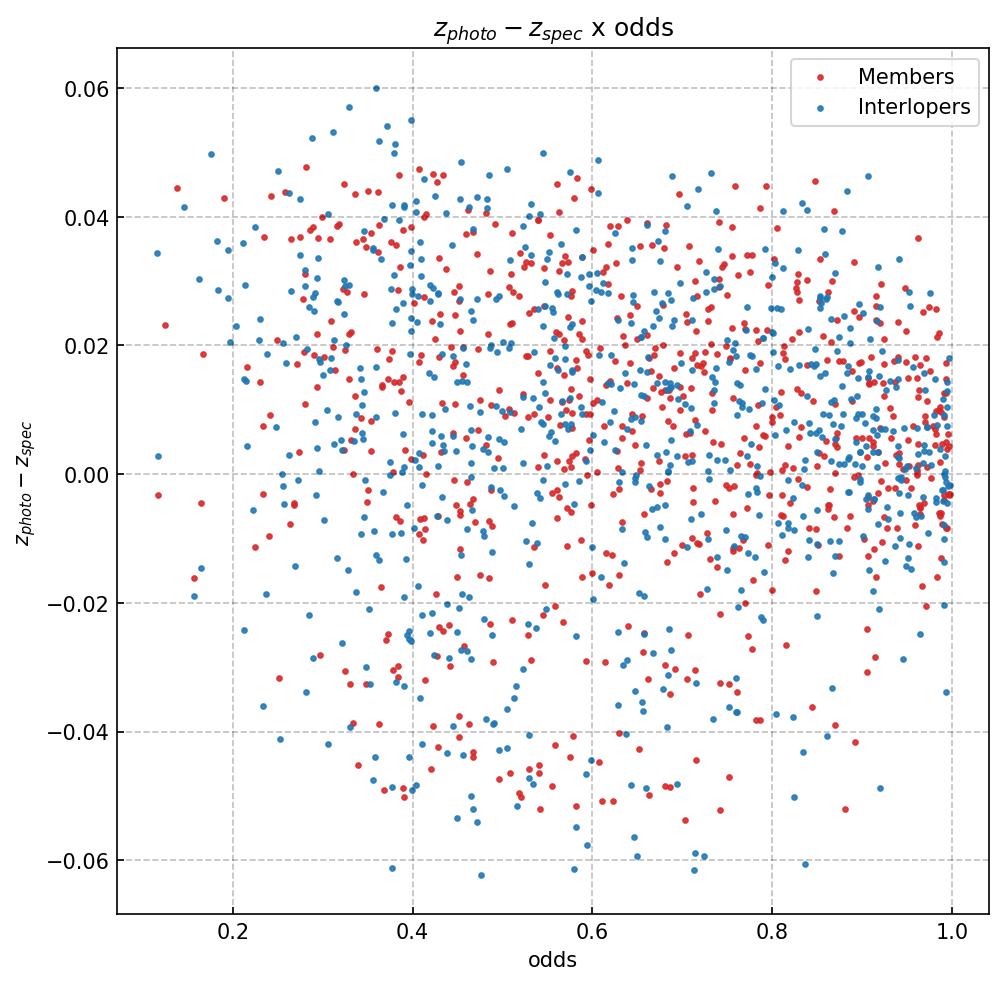 z_photo − z_spec x odds
Members
Interlopers
0.06
0.04
0.02
0.00
−0.02
−0.04
−0.06
z_photo − z_spec
0.2
0.4
0.6
0.8
1.0
odds